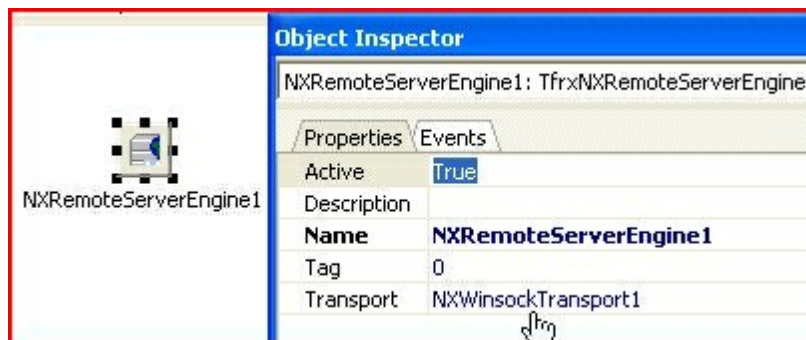 Object Inspector
NXRemoteServerEngine1: TfrxNXRemoteServerEngine
Properties Events
Active True
NXRemoteServerEngine1
Description
Name NXRemoteServerEngine1
Tag 0
Transport NXWinsockTransport1